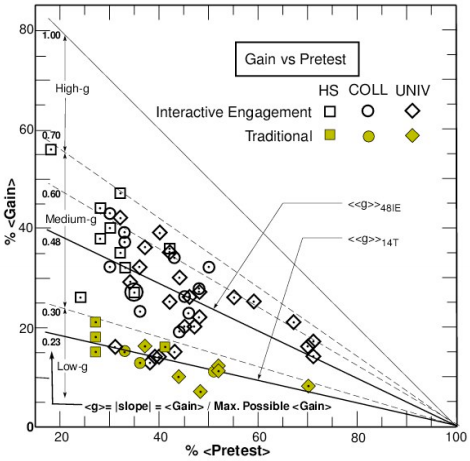 80
60
40
20
0
20
40
60
80
100
% <Gain>
% <Pretest>
Gain vs Pretest
HS COLL UNIV
Interactive Engagement
Traditional
1.00
High-g
0.70
0.60
Medium-g
0.48
0.30
0.23
Low-g
<<g>>48IE
<<g>>14T
<g>= |slope| = <Gain> / Max. Possible <Gain>